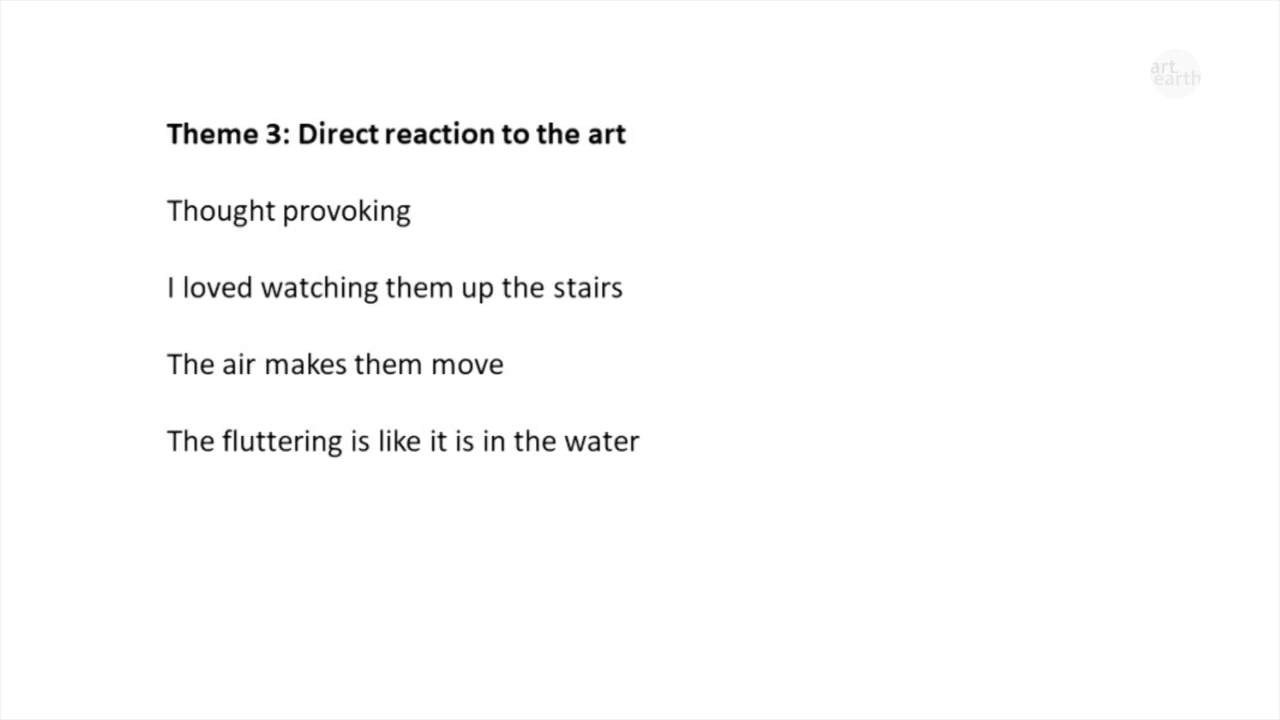 art
earth
Theme 3: Direct reaction to the art
Thought provoking
I loved watching them up the stairs
The air makes them move
The fluttering is like it is in the water